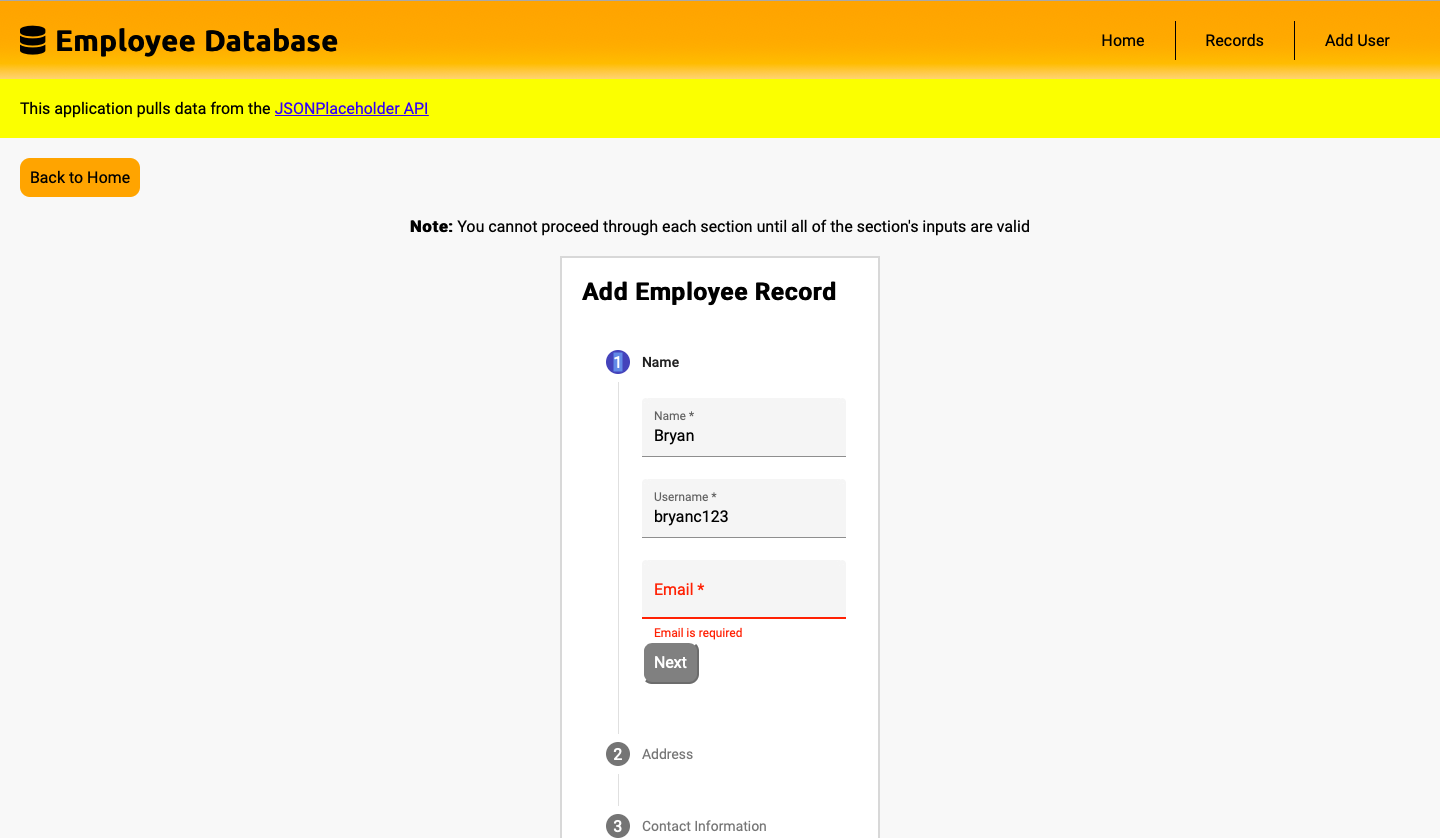 Employee Database
Home
Records
Add User
This application pulls data from the JSONPlaceholder API
Back to Home
Note: You cannot proceed through each section until all of the section's inputs are valid
Add Employee Record
1 Name
Name *
Bryan
Username *
bryanc123
Email *
Email is required
Next
2 Address
3 Contact Information